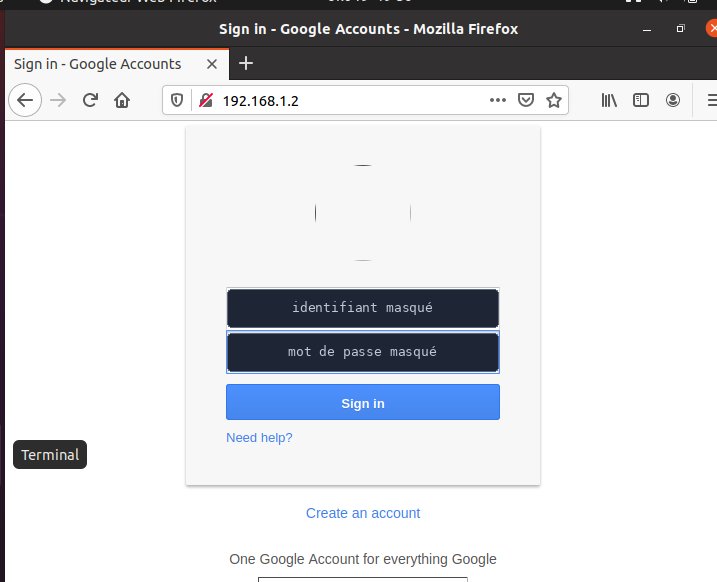 Sign in - Google Accounts - Mozilla Firefox
Sign in - Google Accounts
192.168.1.2
identifiant masqué
mot de passe masqué
Sign in
Need help?
Terminal
Create an account
One Google Account for everything Google